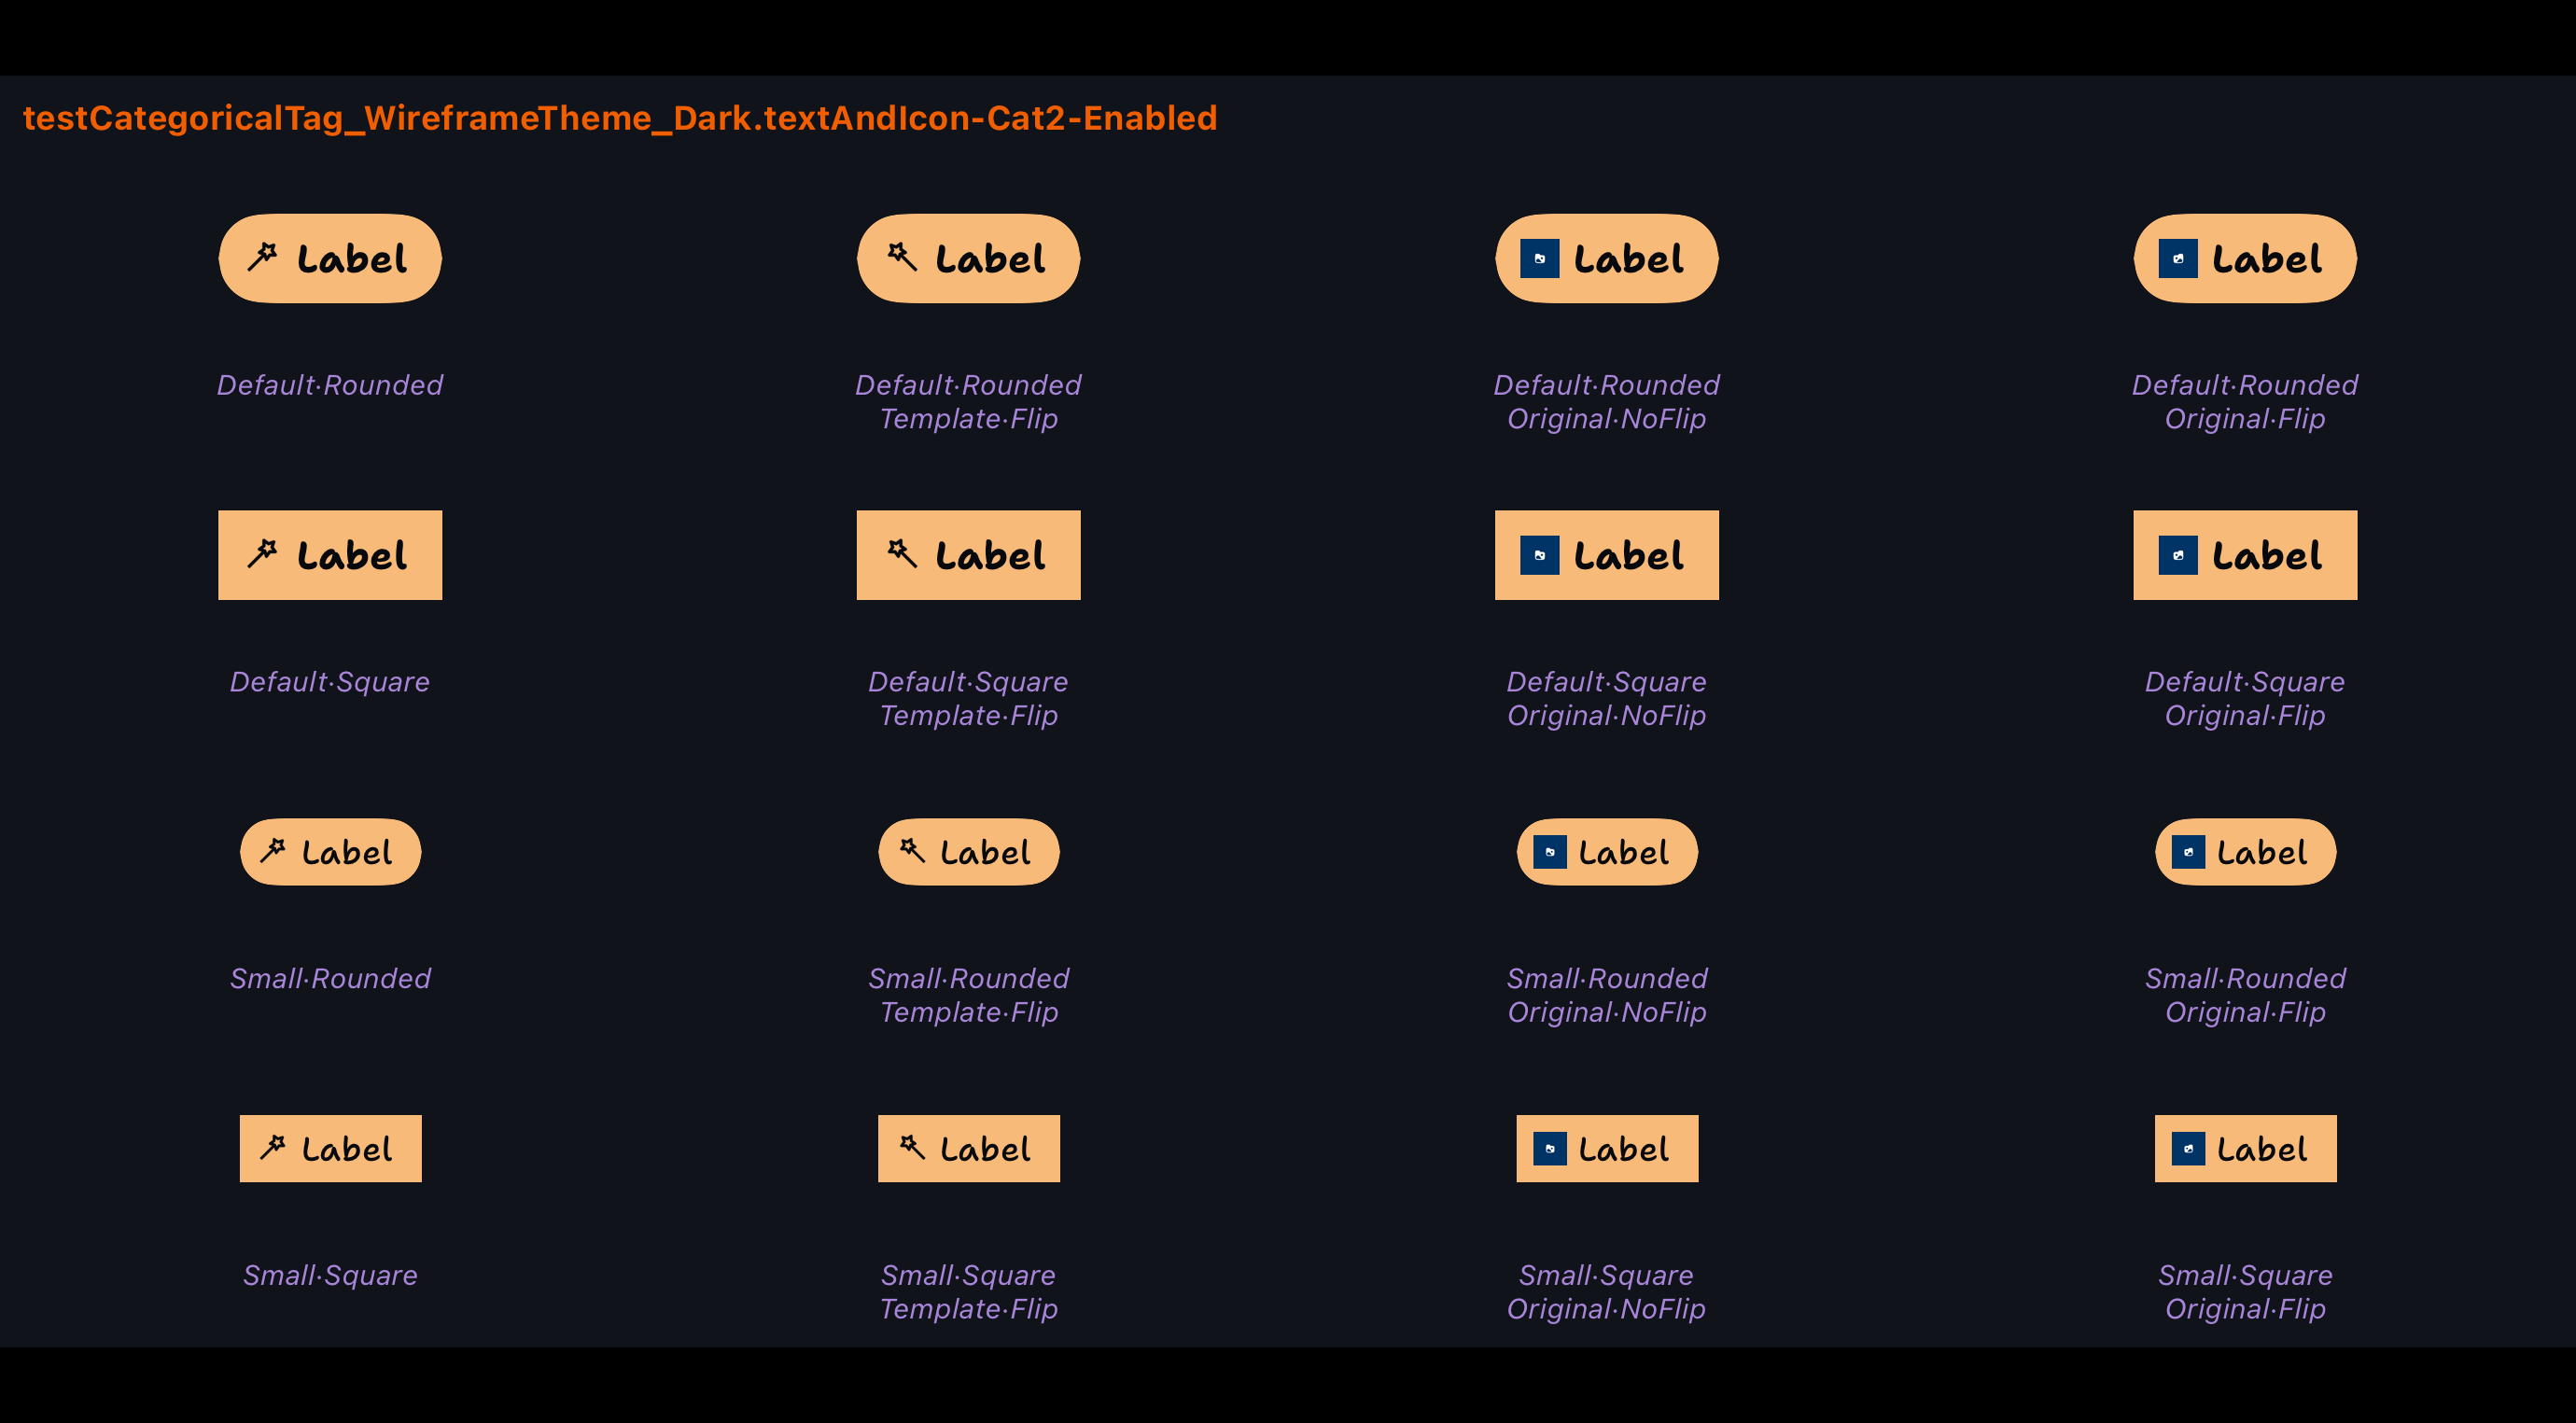 testCategoricalTag_WireframeTheme_Dark.textAndIcon-Cat2-Enabled
Label Label Label Label
Default·Rounded Default·Rounded Default·Rounded Default·Rounded
Template·Flip Original·NoFlip Original·Flip
Label Label Label Label
Default·Square Default·Square Default·Square Default·Square
Template·Flip Original·NoFlip Original·Flip
Label Label Label Label
Small·Rounded Small·Rounded Small·Rounded Small·Rounded
Template·Flip Original·NoFlip Original·Flip
Label Label Label Label
Small·Square Small·Square Small·Square Small·Square
Template·Flip Original·NoFlip Original·Flip